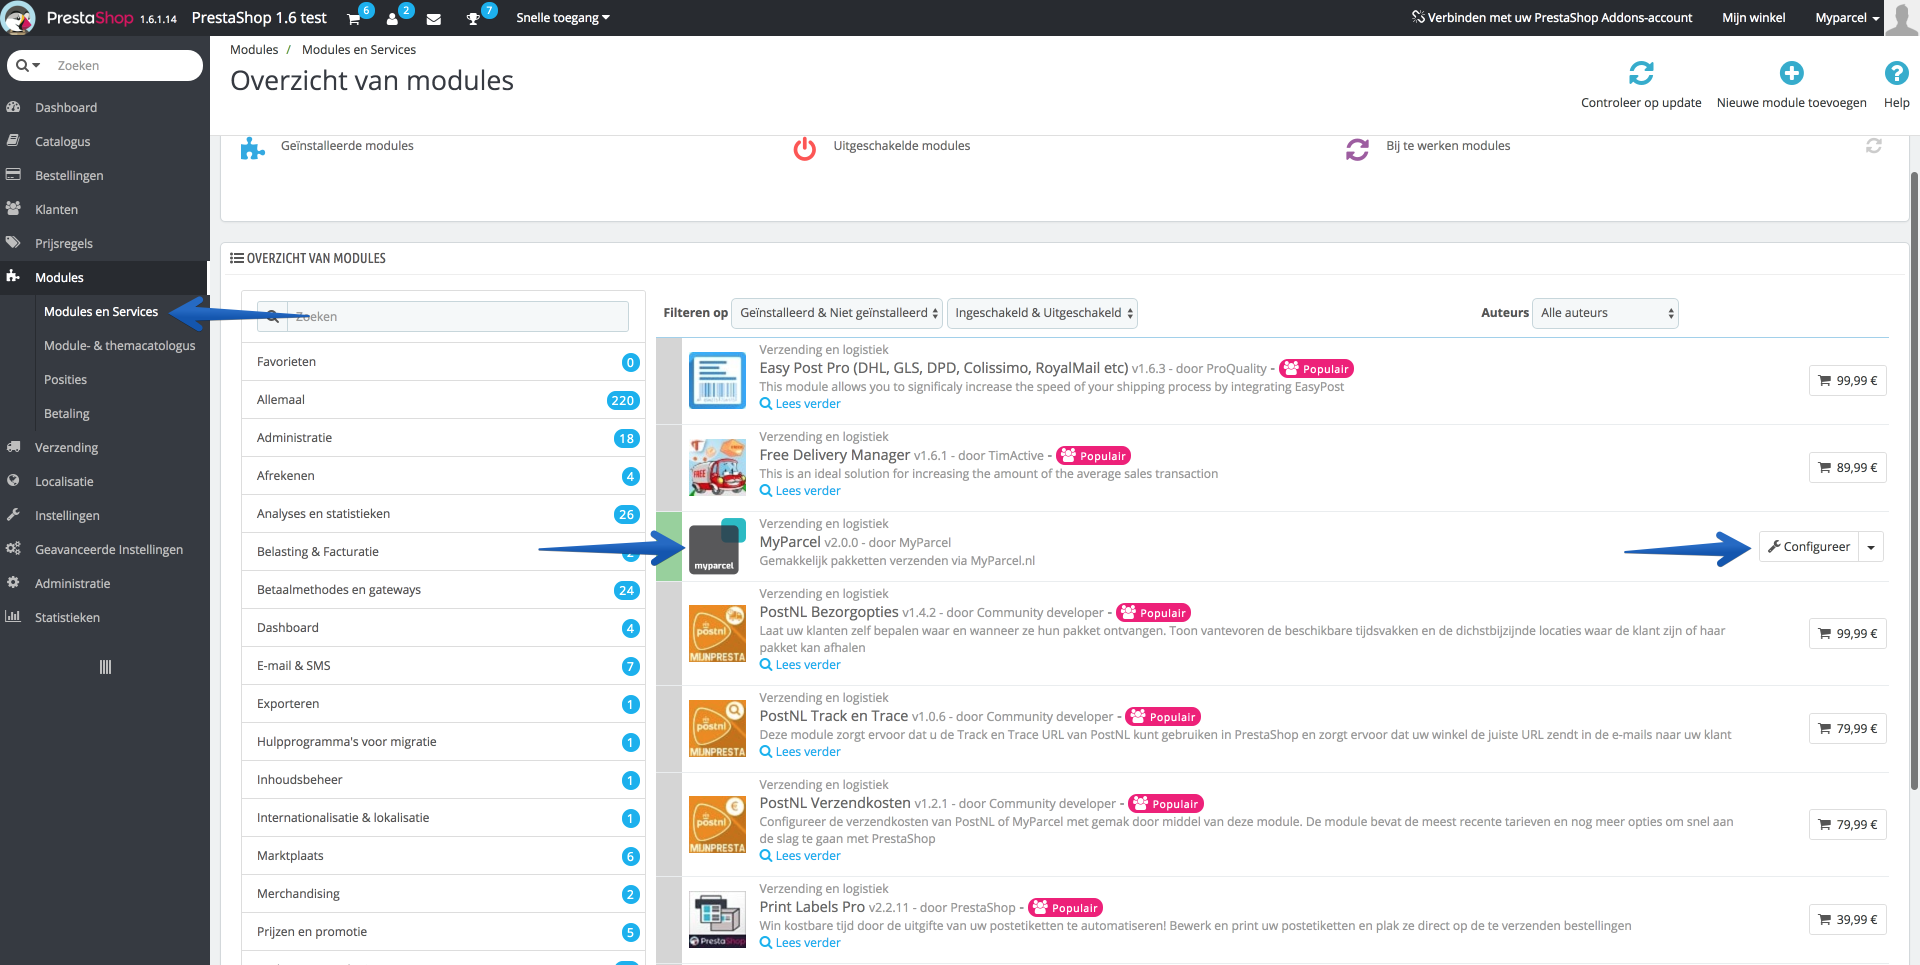 PrestaShop 1.6.1.14 PrestaShop 1.6 test 6 2 7 Snelle toegang Verbinden met uw PrestaShop Addons-account Mijn winkel Myparcel
Zoeken
Dashboard
Catalogus
Bestellingen
Klanten
Prijsregels
Modules
Modules en Services
Module- & themacatologus
Posities
Betaling
Verzending
Localisatie
Instellingen
Geavanceerde Instellingen
Administratie
Statistieken
Modules / Modules en Services
Overzicht van modules
Controleer op update Nieuwe module toevoegen Help
Geïnstalleerde modules Uitgeschakelde modules Bij te werken modules
OVERZICHT VAN MODULES
Zoeken
Favorieten 0
Allemaal 220
Administratie 18
Afrekenen 4
Analyses en statistieken 26
Belasting & Facturatie
Betaalmethodes en gateways 24
Dashboard 4
E-mail & SMS 7
Exporteren 1
Hulpprogramma's voor migratie 1
Inhoudsbeheer 1
Internationalisatie & lokalisatie 1
Marktplaats 6
Merchandising 2
Prijzen en promotie 5
Filteren op Geïnstalleerd & Niet geïnstalleerd Ingeschakeld & Uitgeschakeld Auteurs Alle auteurs
Verzending en logistiek
Easy Post Pro (DHL, GLS, DPD, Colissimo, RoyalMail etc) v1.6.3 - door ProQuality - Populair
This module allows you to significaly increase the speed of your shipping process by integrating EasyPost
Lees verder
99,99 €
Verzending en logistiek
Free Delivery Manager v1.6.1 - door TimActive - Populair
This is an ideal solution for increasing the amount of the average sales transaction
Lees verder
FREE
89,99 €
Verzending en logistiek
MyParcel v2.0.0 - door MyParcel
Gemakkelijk pakketten verzenden via MyParcel.nl
myparcel
Configureer
Verzending en logistiek
PostNL Bezorgopties v1.4.2 - door Community developer - Populair
Laat uw klanten zelf bepalen waar en wanneer ze hun pakket ontvangen. Toon vantevoren de beschikbare tijdsvakken en de dichstbijzijnde locaties waar de klant zijn of haar
pakket kan afhalen
Lees verder
postnl
MIJNPRESTA
99,99 €
Verzending en logistiek
PostNL Track en Trace v1.0.6 - door Community developer - Populair
Deze module zorgt ervoor dat u de Track en Trace URL van PostNL kunt gebruiken in PrestaShop en zorgt ervoor dat uw winkel de juiste URL zendt in de e-mails naar uw klant
Lees verder
postnl
MIJNPRESTA
79,99 €
Verzending en logistiek
PostNL Verzendkosten v1.2.1 - door Community developer - Populair
Configureer de verzendkosten van PostNL of MyParcel met gemak door middel van deze module. De module bevat de meest recente tarieven en nog meer opties om snel aan
de slag te gaan met PrestaShop
Lees verder
postnl
MIJNPRESTA
79,99 €
Verzending en logistiek
Print Labels Pro v2.2.11 - door PrestaShop - Populair
Win kostbare tijd door de uitgifte van uw postetiketten te automatiseren! Bewerk en print uw postetiketten en plak ze direct op de te verzenden bestellingen
Lees verder
PrestaShop
39,99 €